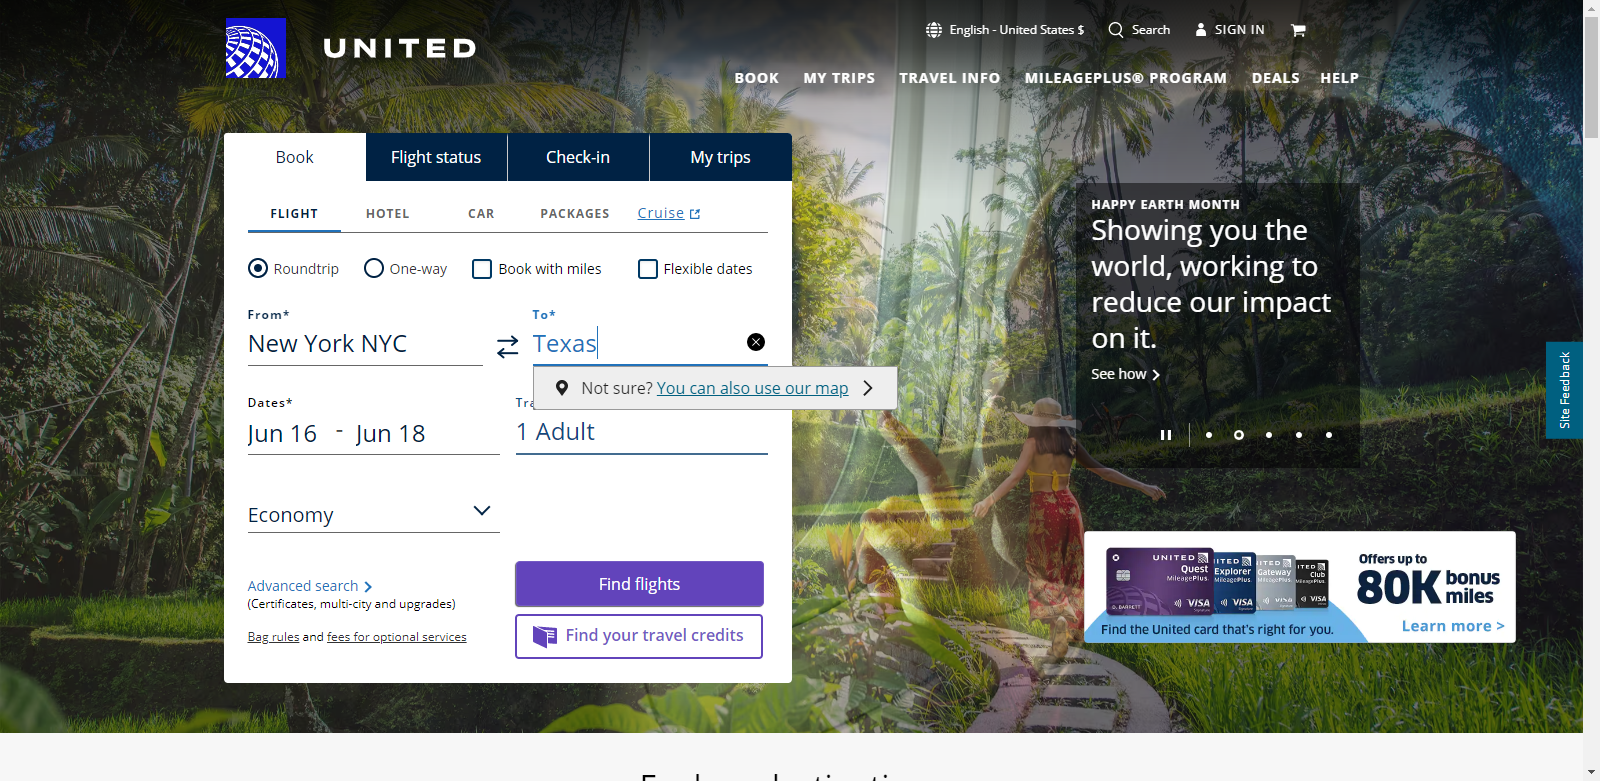 UNITED
English - United States $
Search
SIGN IN
BOOK
MY TRIPS
TRAVEL INFO
MILEAGEPLUS® PROGRAM
DEALS
HELP
Book
Flight status
Check-in
My trips
FLIGHT
HOTEL
CAR
PACKAGES
Cruise
Roundtrip
One-way
Book with miles
Flexible dates
From*
New York NYC
To*
Texas
Not sure? You can also use our map
Dates*
Jun 16 - Jun 18
1 Adult
Economy
Advanced search
(Certificates, multi-city and upgrades)
Bag rules and fees for optional services
Find flights
Find your travel credits
HAPPY EARTH MONTH
Showing you the
world, working to
reduce our impact
on it.
See how
Site Feedback
UNITED
Quest
MileagePlus.
D. BARRETT
VISA
Signature
Explorer
MileagePlus.
VISA
Gateway
MileagePlus.
VISA
Club
MileagePlus.
VISA
Find the United card that's right for you.
Offers up to
80K bonus
miles
Learn more >